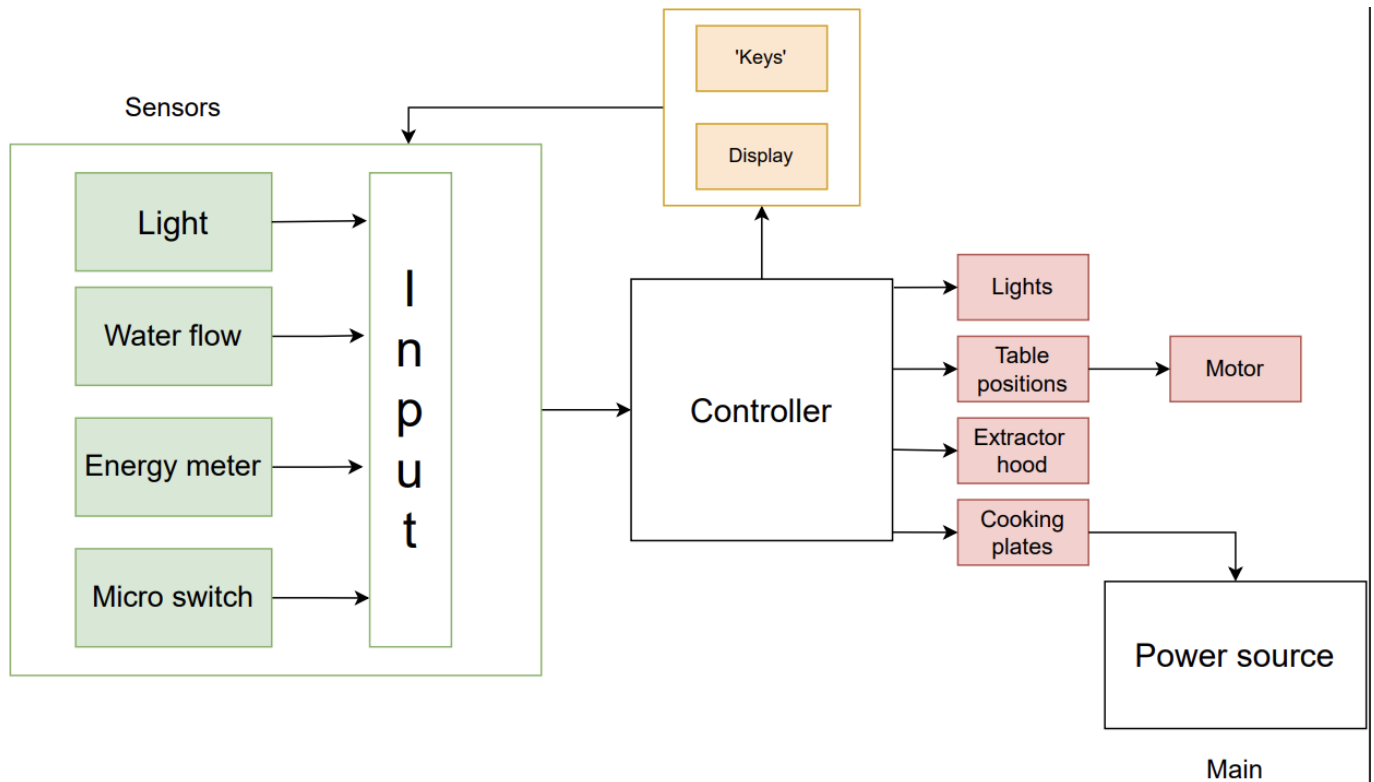 'Keys'
Sensors
Display
Light
Water flow
Energy meter
Micro switch
I
n
p
u
t
Controller
Lights
Table
positions
Motor
Extractor
hood
Cooking
plates
Power source
Main